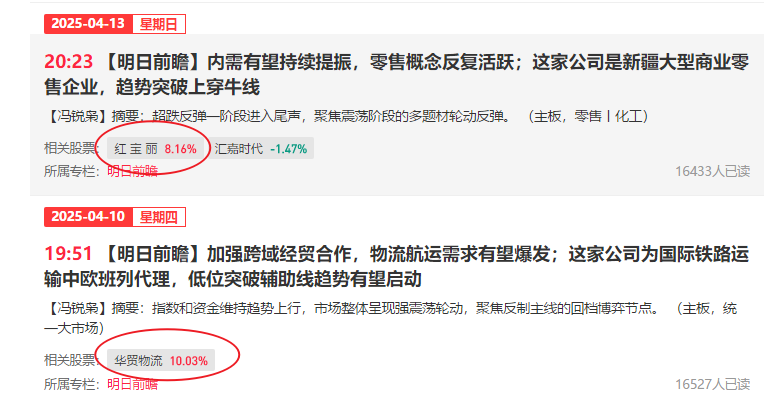 2025-04-13 星期日
20:23 【明日前瞻】内需有望持续提振，零售概念反复活跃；这家公司是新疆大型商业零
售企业，趋势突破上穿牛线
【冯锐枭】摘要：超跌反弹一阶段进入尾声，聚焦震荡阶段的多题材轮动反弹。（主板，零售丨化工）
相关股票： 红 宝 丽 8.16% 汇嘉时代 -1.47%
所属专栏：明日前瞻 16433人已读
2025-04-10 星期四
19:51 【明日前瞻】加强跨域经贸合作，物流航运需求有望爆发；这家公司为国际铁路运
输中欧班列代理，低位突破辅助线趋势有望启动
【冯锐枭】摘要：指数和资金维持趋势上行，市场整体呈现强震荡轮动，聚焦反制主线的回档博弈节点。（主板，统
一大市场）
相关股票： 华贸物流 10.03%
所属专栏：明日前瞻 16527人已读